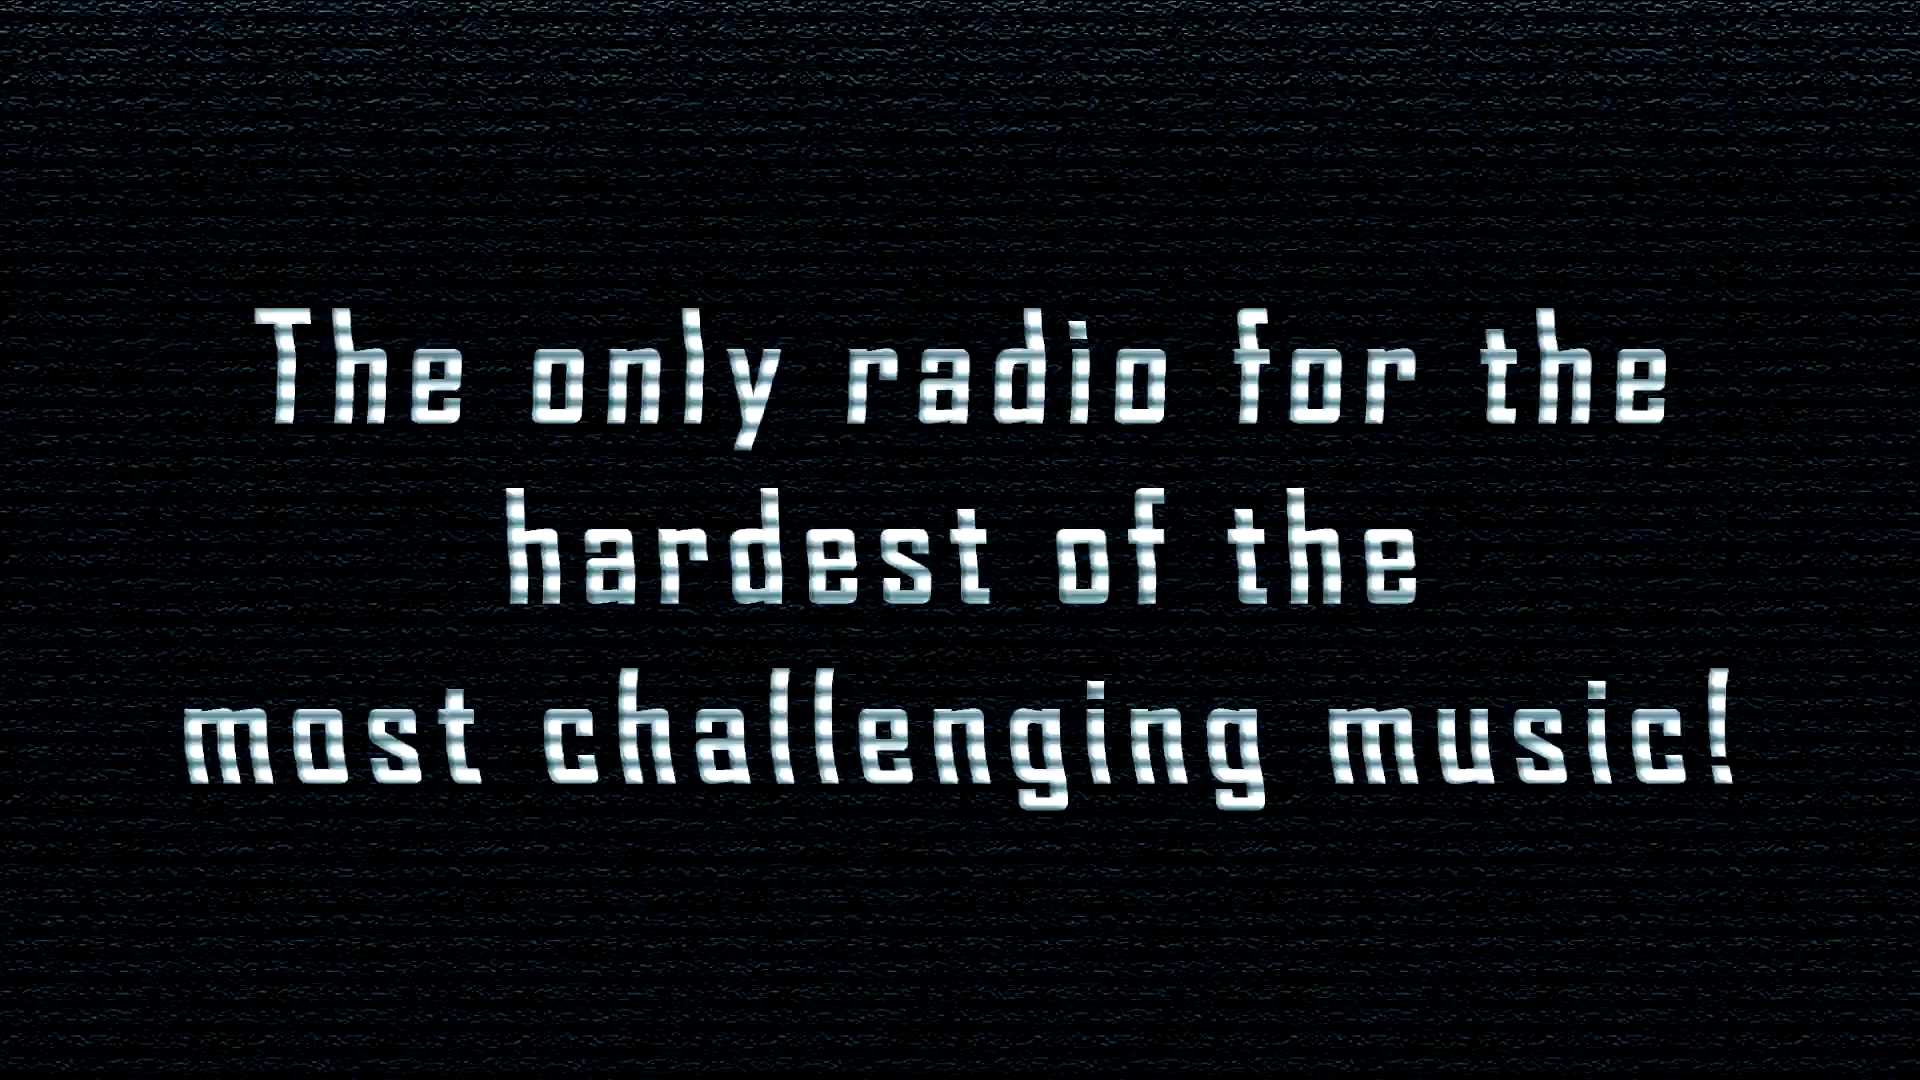 The only radio for the
hardest of the
most challenging music!